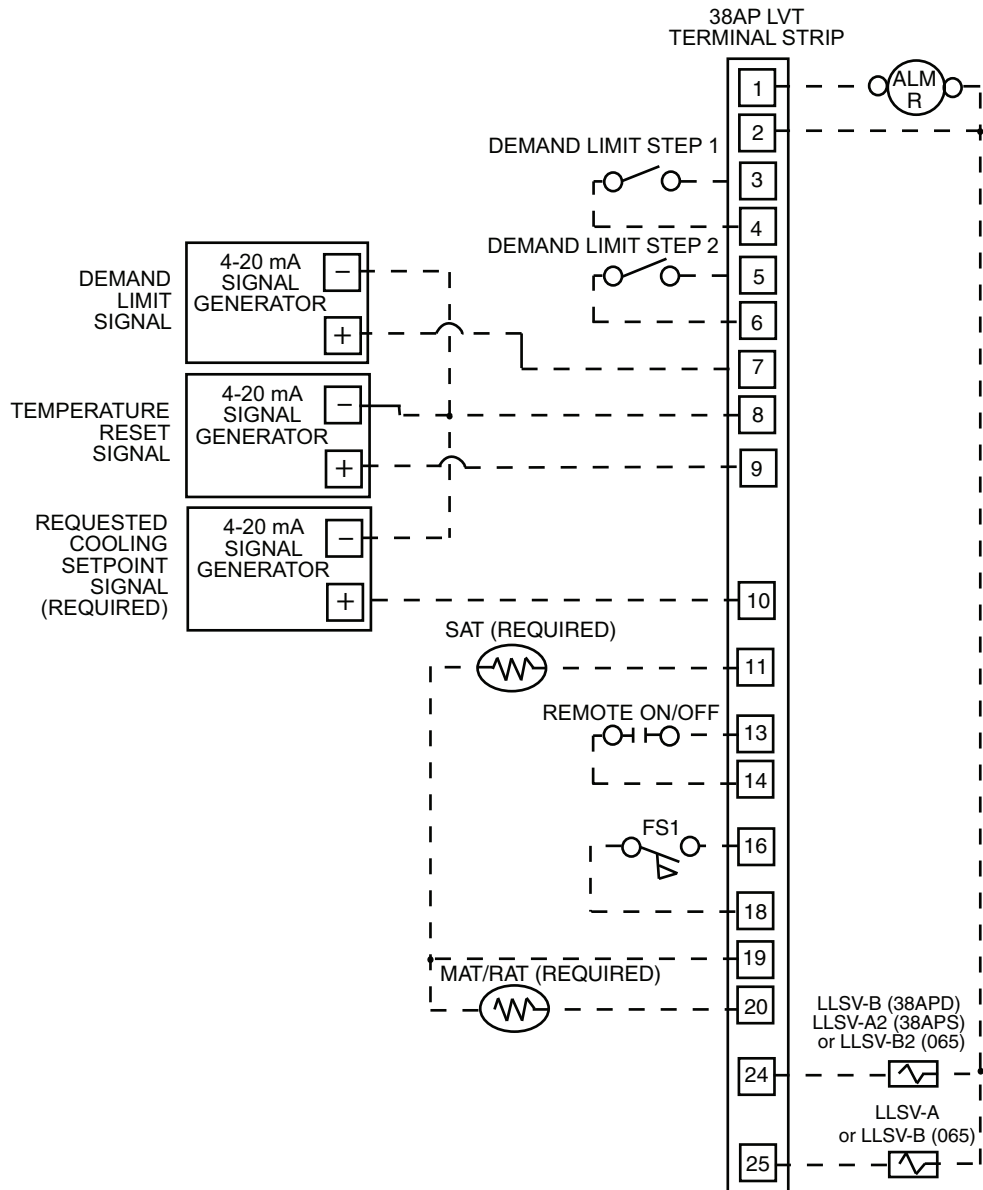 38AP LVT
TERMINAL STRIP
1
ALM
R
2
DEMAND LIMIT STEP 1
3
4
DEMAND LIMIT STEP 2
5
6
DEMAND
LIMIT
SIGNAL
4-20 mA
SIGNAL
GENERATOR
−
+
7
TEMPERATURE
RESET
SIGNAL
4-20 mA
SIGNAL
GENERATOR
−
+
8
9
REQUESTED
COOLING
SETPOINT
SIGNAL
(REQUIRED)
4-20 mA
SIGNAL
GENERATOR
−
+
10
SAT (REQUIRED)
11
REMOTE ON/OFF
13
14
FS1
16
18
19
MAT/RAT (REQUIRED)
20
LLSV-B (38APD)
LLSV-A2 (38APS)
or LLSV-B2 (065)
24
LLSV-A
or LLSV-B (065)
25